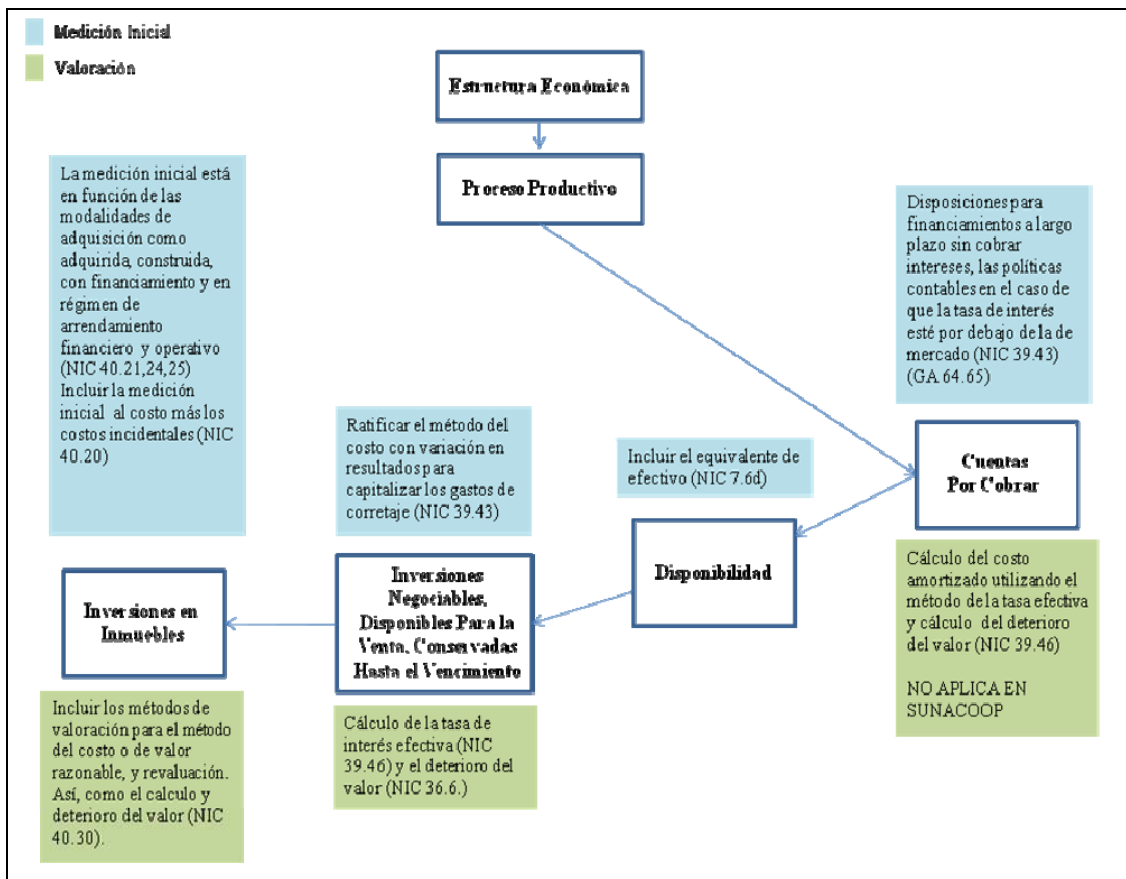 Medición Inicial
Valoración
Estructura Económica
Proceso Productivo
La medición inicial está
en función de las
modalidades de
adquisición como
adquirida, construida,
con financiamiento y en
régimen de
arrendamiento
financiero y operativo
(NIC 40.21,24,25)
Incluir la medición
inicial al costo más los
costos incidentales (NIC
40.20)
Disposiciones para
financiamientos a largo
plazo sin cobrar
intereses, las políticas
contables en el caso de
que la tasa de interés
esté por debajo de la de
mercado (NIC 39.43)
(GA 64.65)
Ratificar el método del
costo con variación en
resultados para
capitalizar los gastos de
corretaje (NIC 39.43)
Incluir el equivalente de
efectivo (NIC 7.6d)
Cuentas
Por Cobrar
Disponibilidad
Inversiones
Negociables,
Disponibles Para la
Venta, Conservadas
Hasta el Vencimiento
Inversiones en
Inmuebles
Cálculo del costo
amortizado utilizando el
método de la tasa efectiva
y cálculo del deterioro
del valor (NIC 39.46)
NO APLICA EN
SUNACOOP
Incluir los métodos de
valoración para el método
del costo o de valor
razonable, y revaluación.
Así, como el calculo y
deterioro del valor (NIC
40.30).
Cálculo de la tasa de
interés efectiva (NIC
39.46) y el deterioro del
valor (NIC 36.6.)